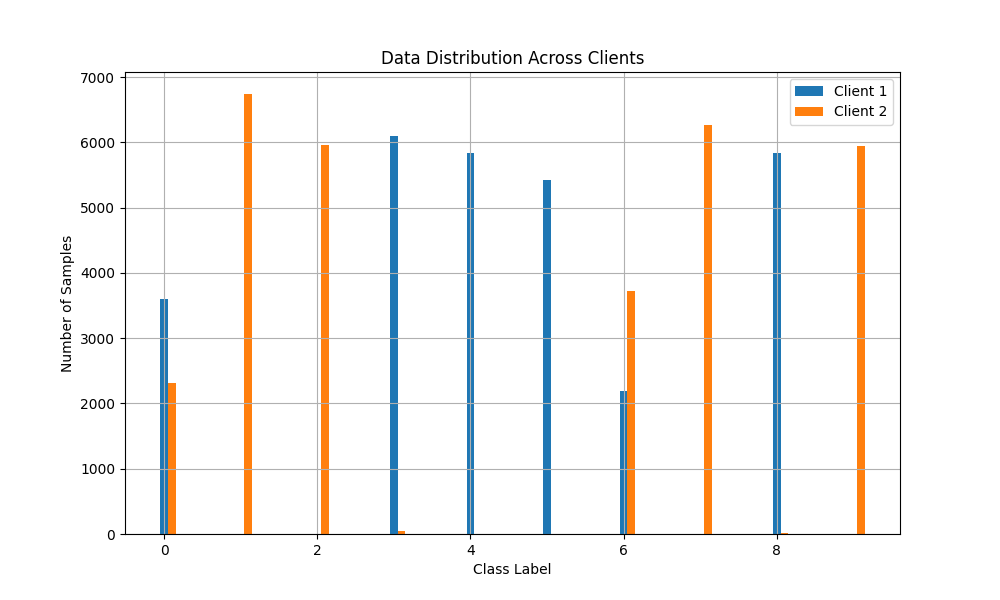 Data Distribution Across Clients
7000
6000
5000
4000
3000
2000
1000
0
Number of Samples
Client 1
Client 2
0 2 4 6 8
Class Label